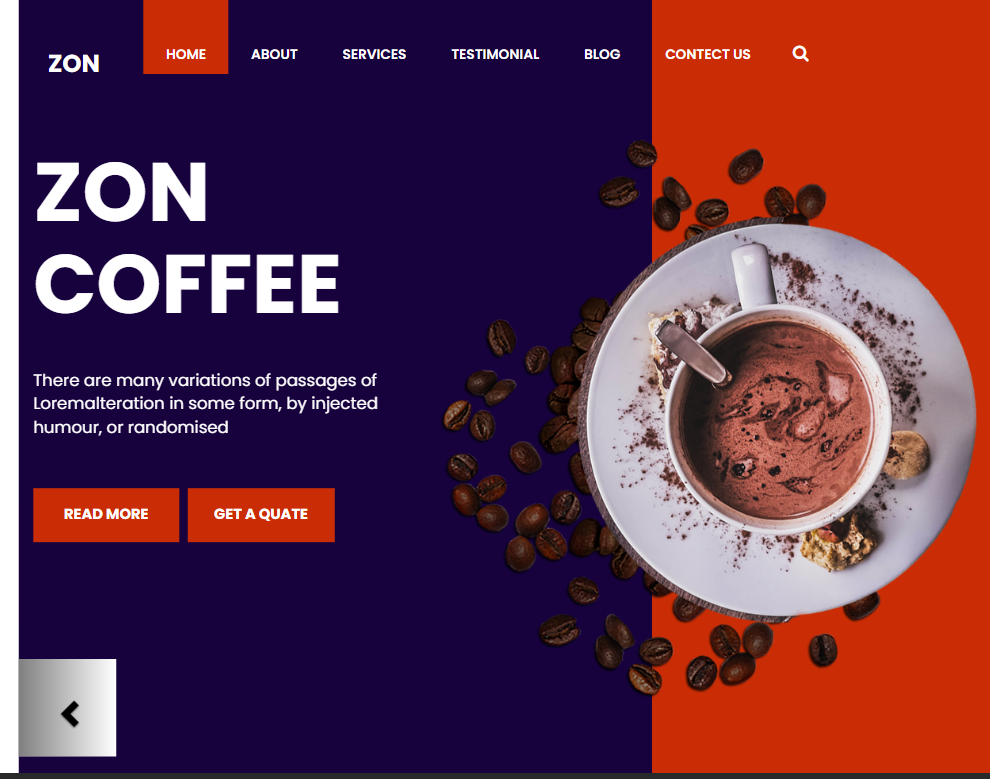 ZON
HOME ABOUT SERVICES TESTIMONIAL BLOG CONTECT US
ZON
COFFEE
There are many variations of passages of
Loremalteration in some form, by injected
humour, or randomised
READ MORE GET A QUATE